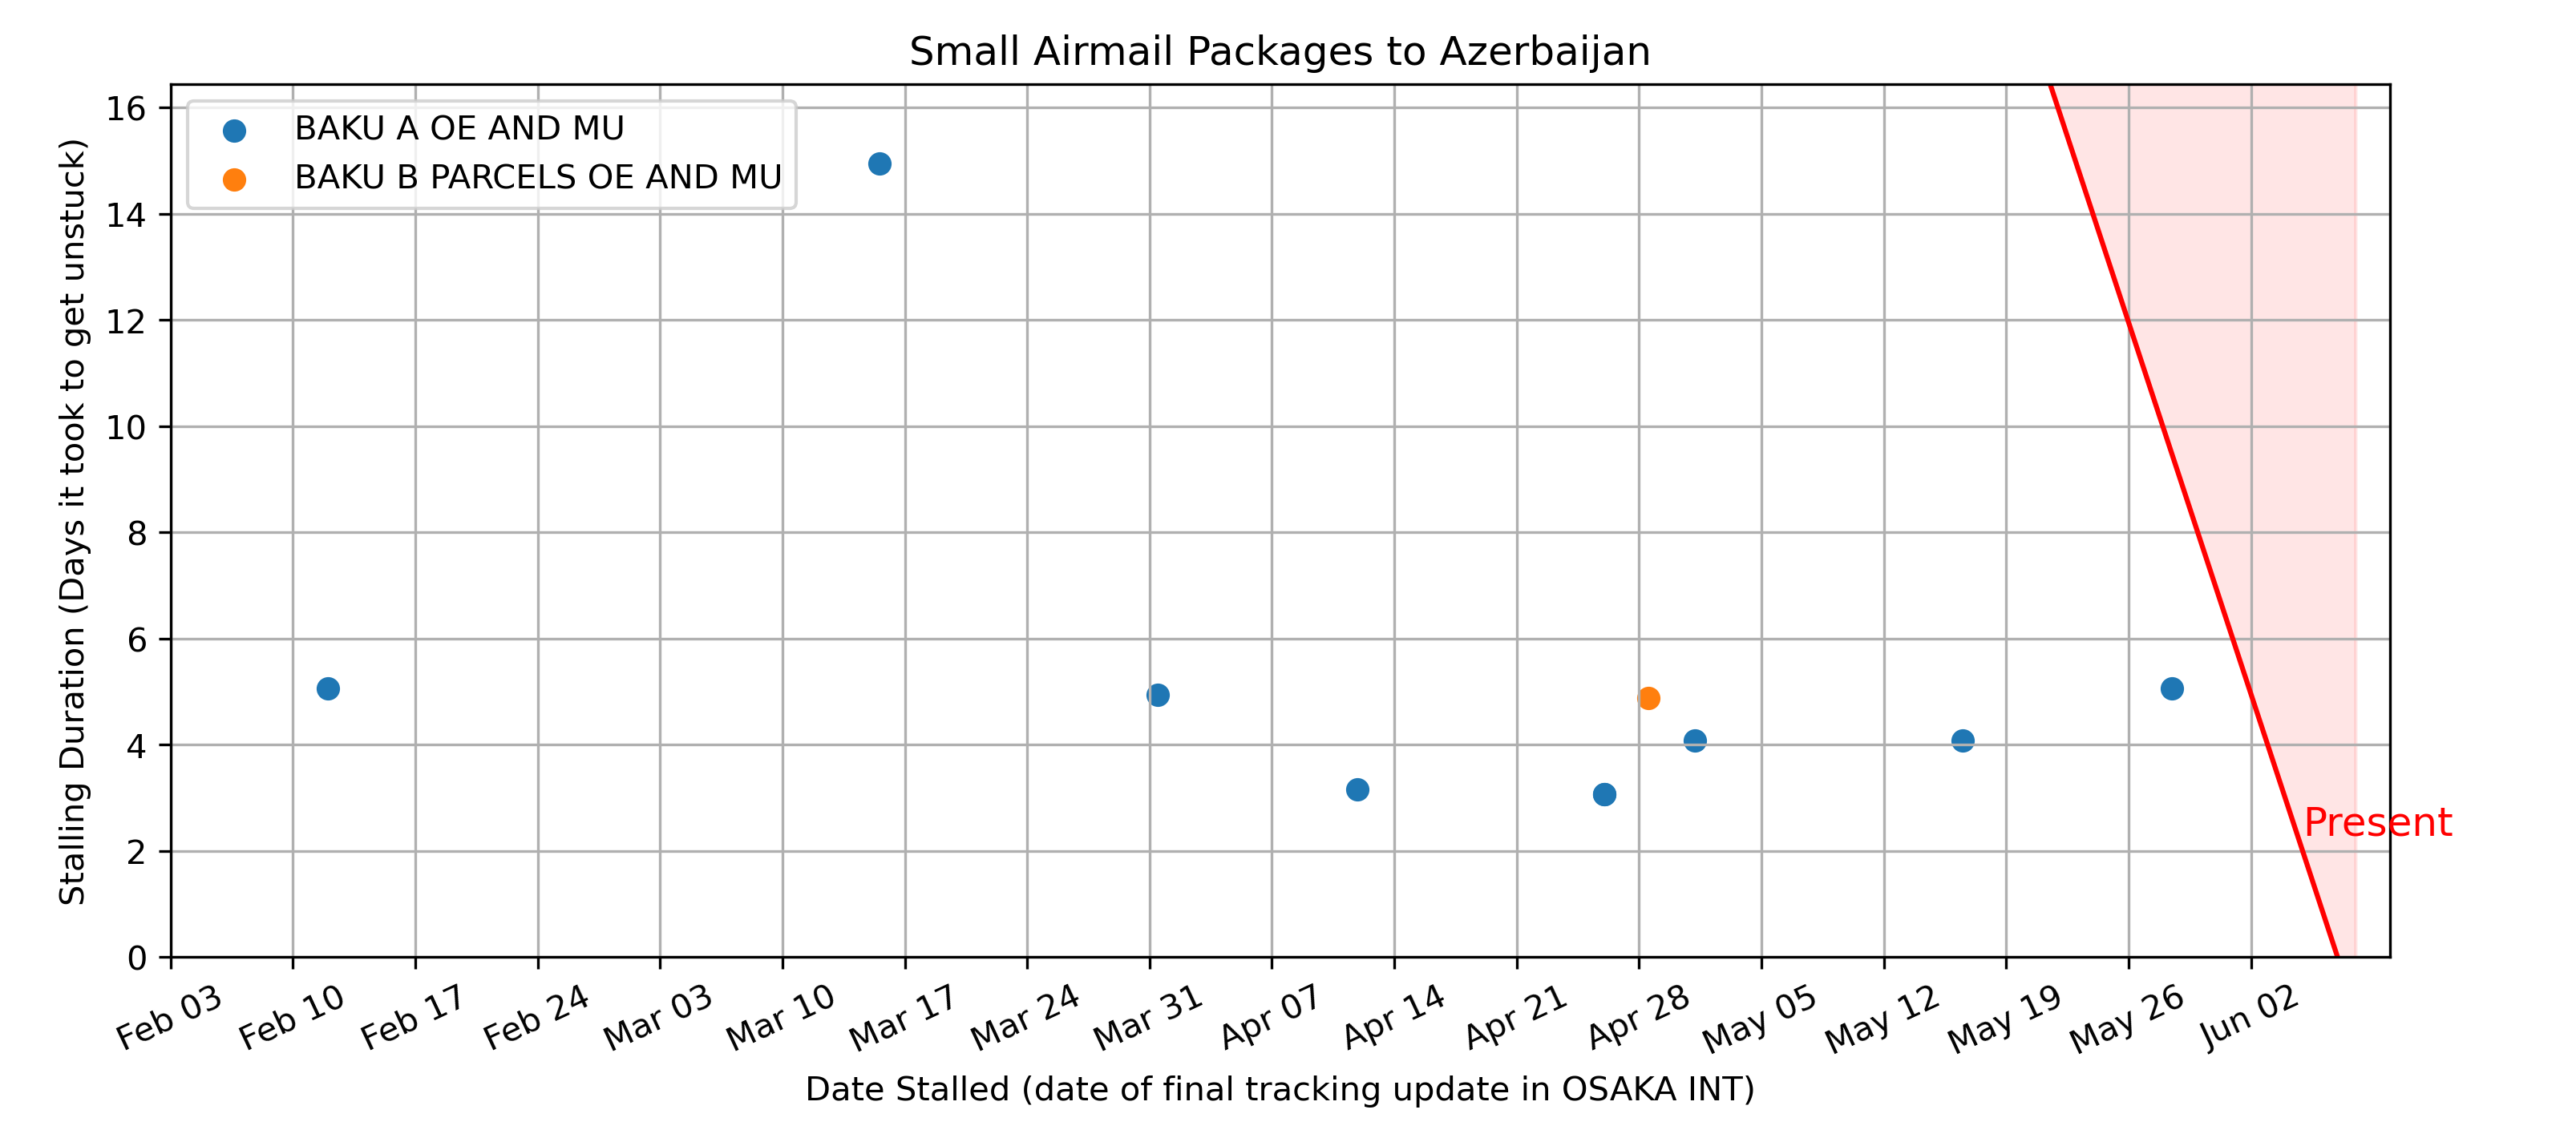 Small Airmail Packages to Azerbaijan
BAKU A OE AND MU
BAKU B PARCELS OE AND MU
Stalling Duration (Days it took to get unstuck)
16
14
12
10
8
6
4
2
0
Present
Feb 03
Feb 10
Feb 17
Feb 24
Mar 03
Mar 10
Mar 17
Mar 24
Mar 31
Apr 07
Apr 14
Apr 21
Apr 28
May 05
May 12
May 19
May 26
Jun 02
Date Stalled (date of final tracking update in OSAKA INT)